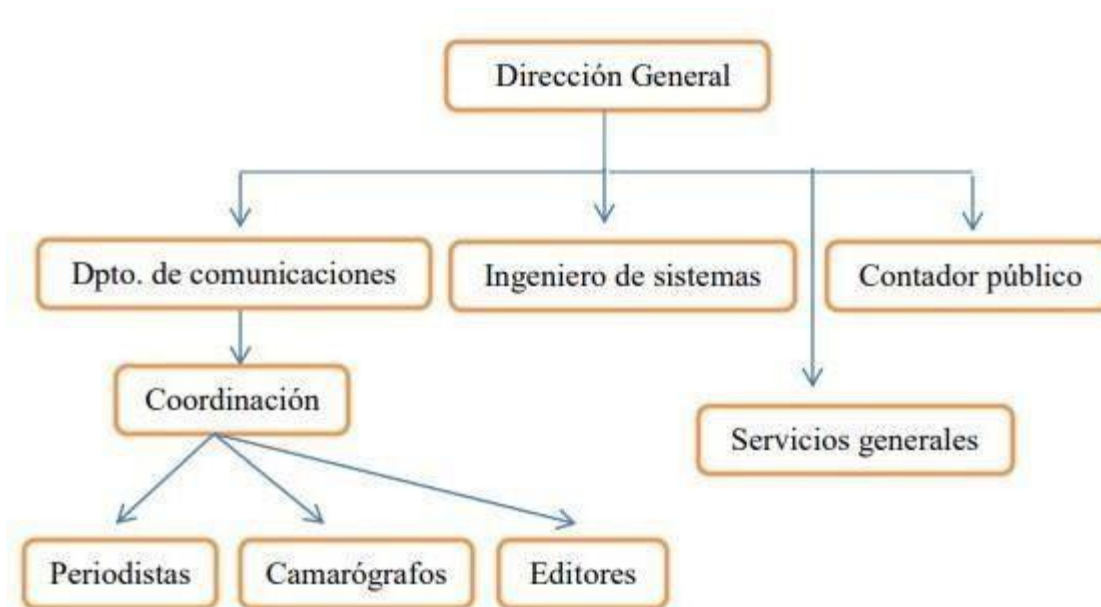 Dirección General
Dpto. de comunicaciones
Ingeniero de sistemas
Contador público
Coordinación
Servicios generales
Periodistas
Camarógrafos
Editores